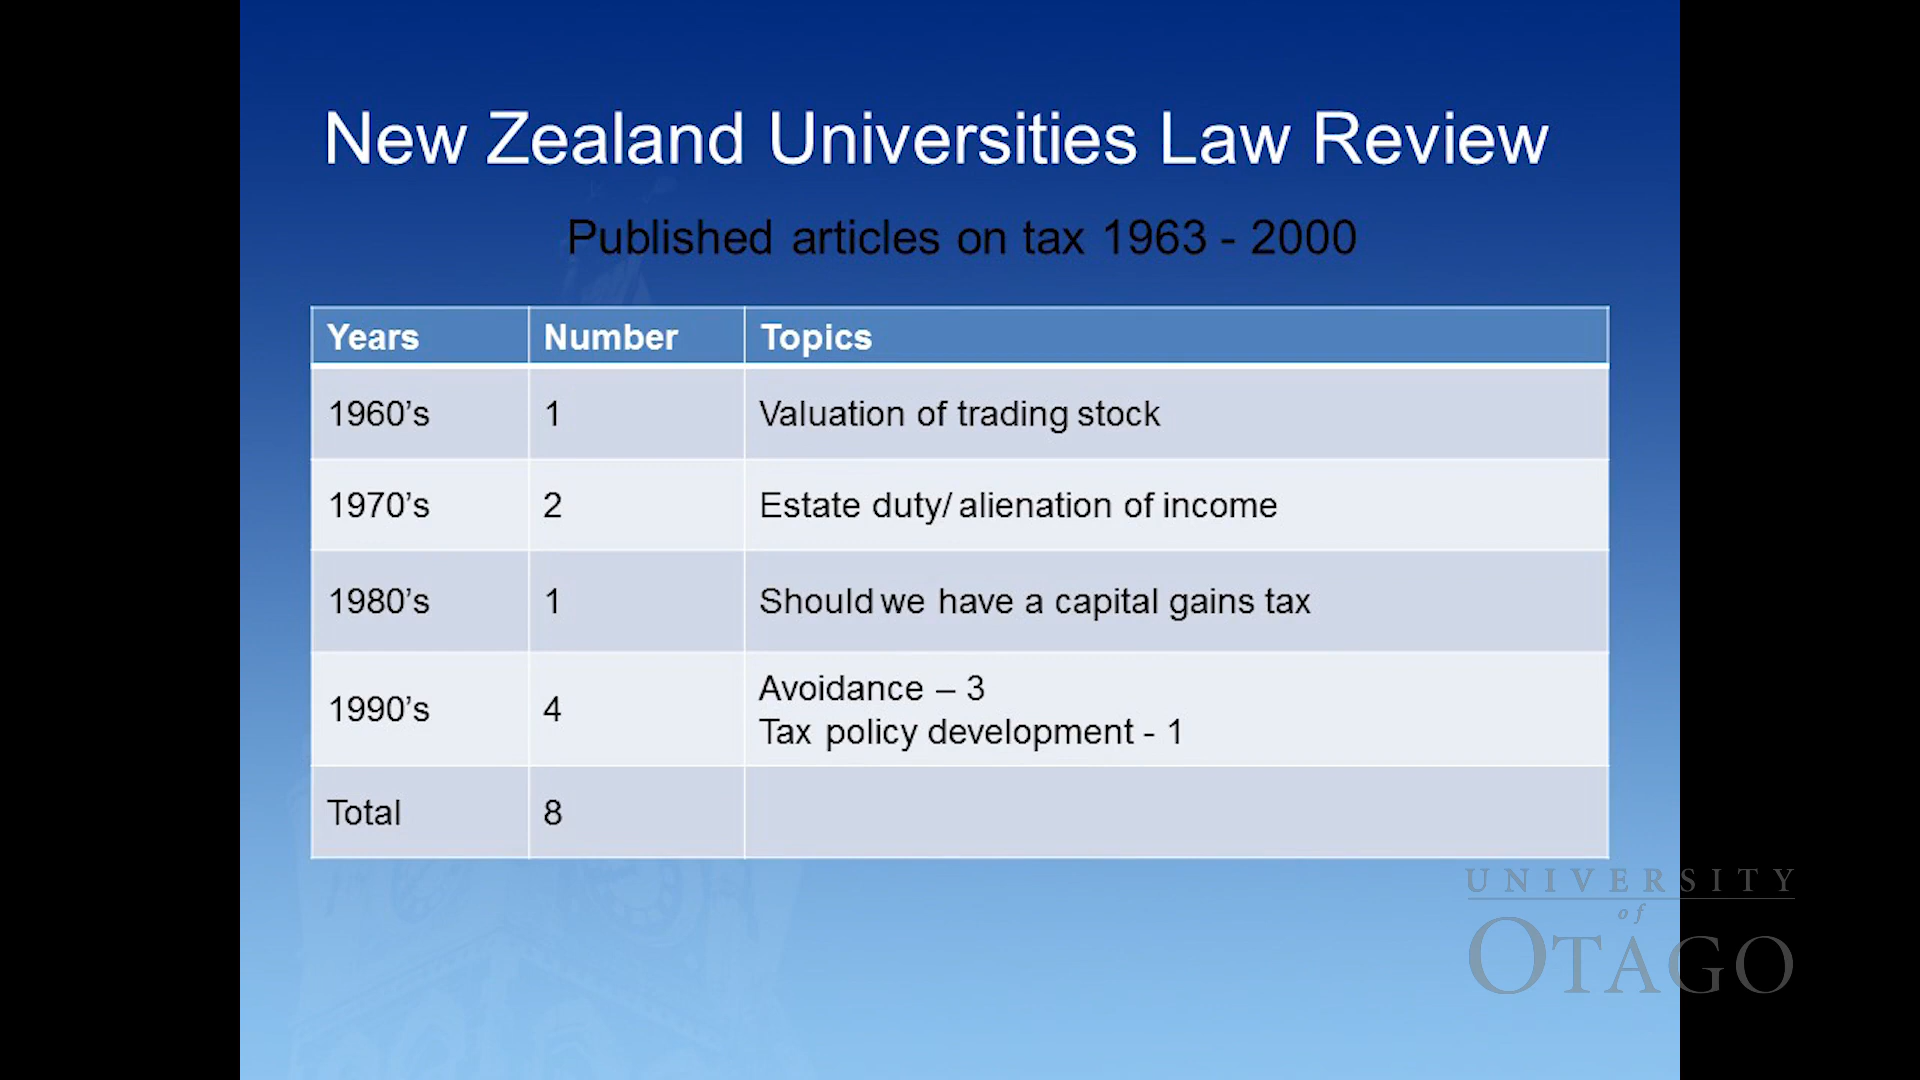 New Zealand Universities Law Review
Published articles on tax 1963 - 2000
Years Number Topics
1960’s 1 Valuation of trading stock
1970’s 2 Estate duty/ alienation of income
1980’s 1 Should we have a capital gains tax
1990’s 4 Avoidance – 3
Tax policy development - 1
Total 8
UNIVERSITY
of
OTAGO